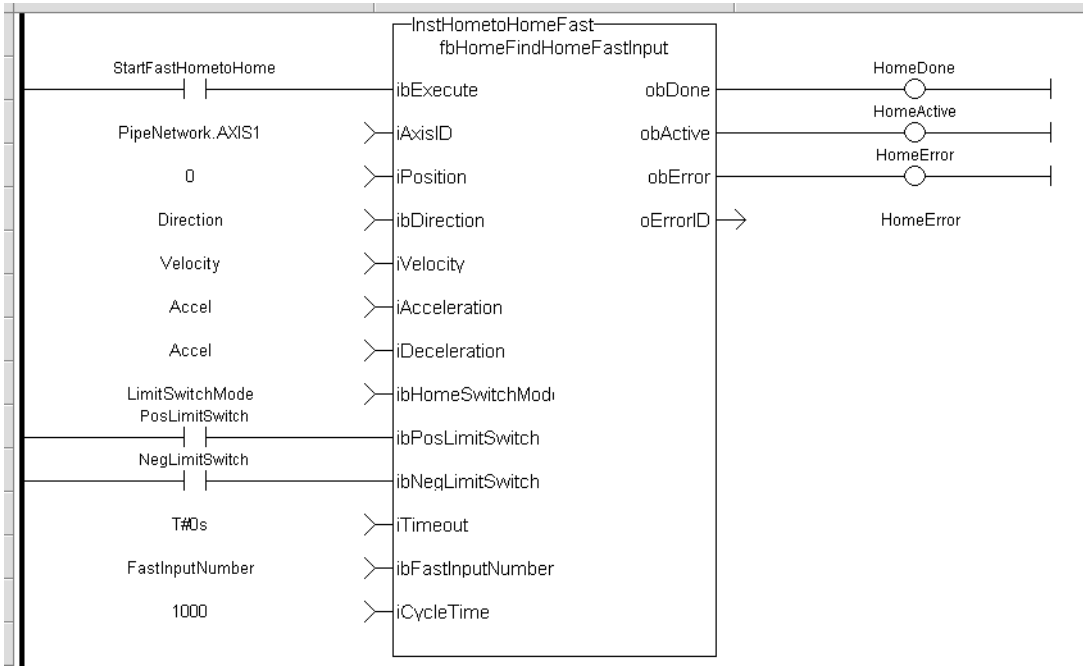 InstHometoHomeFast
fbHomeFindHomeFastInput
StartFastHometoHome ibExecute obDone HomeDone
PipeNetwork.AXIS1 iAxisID obActive HomeActive
0 iPosition obError HomeError
Direction ibDirection oErrorID HomeError
Velocity iVelocity
Accel iAcceleration
Accel iDeceleration
LimitSwitchMode ibHomeSwitchMod
PosLimitSwitch ibPosLimitSwitch
NegLimitSwitch ibNegLimitSwitch
T#0s iTimeout
FastInputNumber ibFastInputNumber
1000 iCycleTime